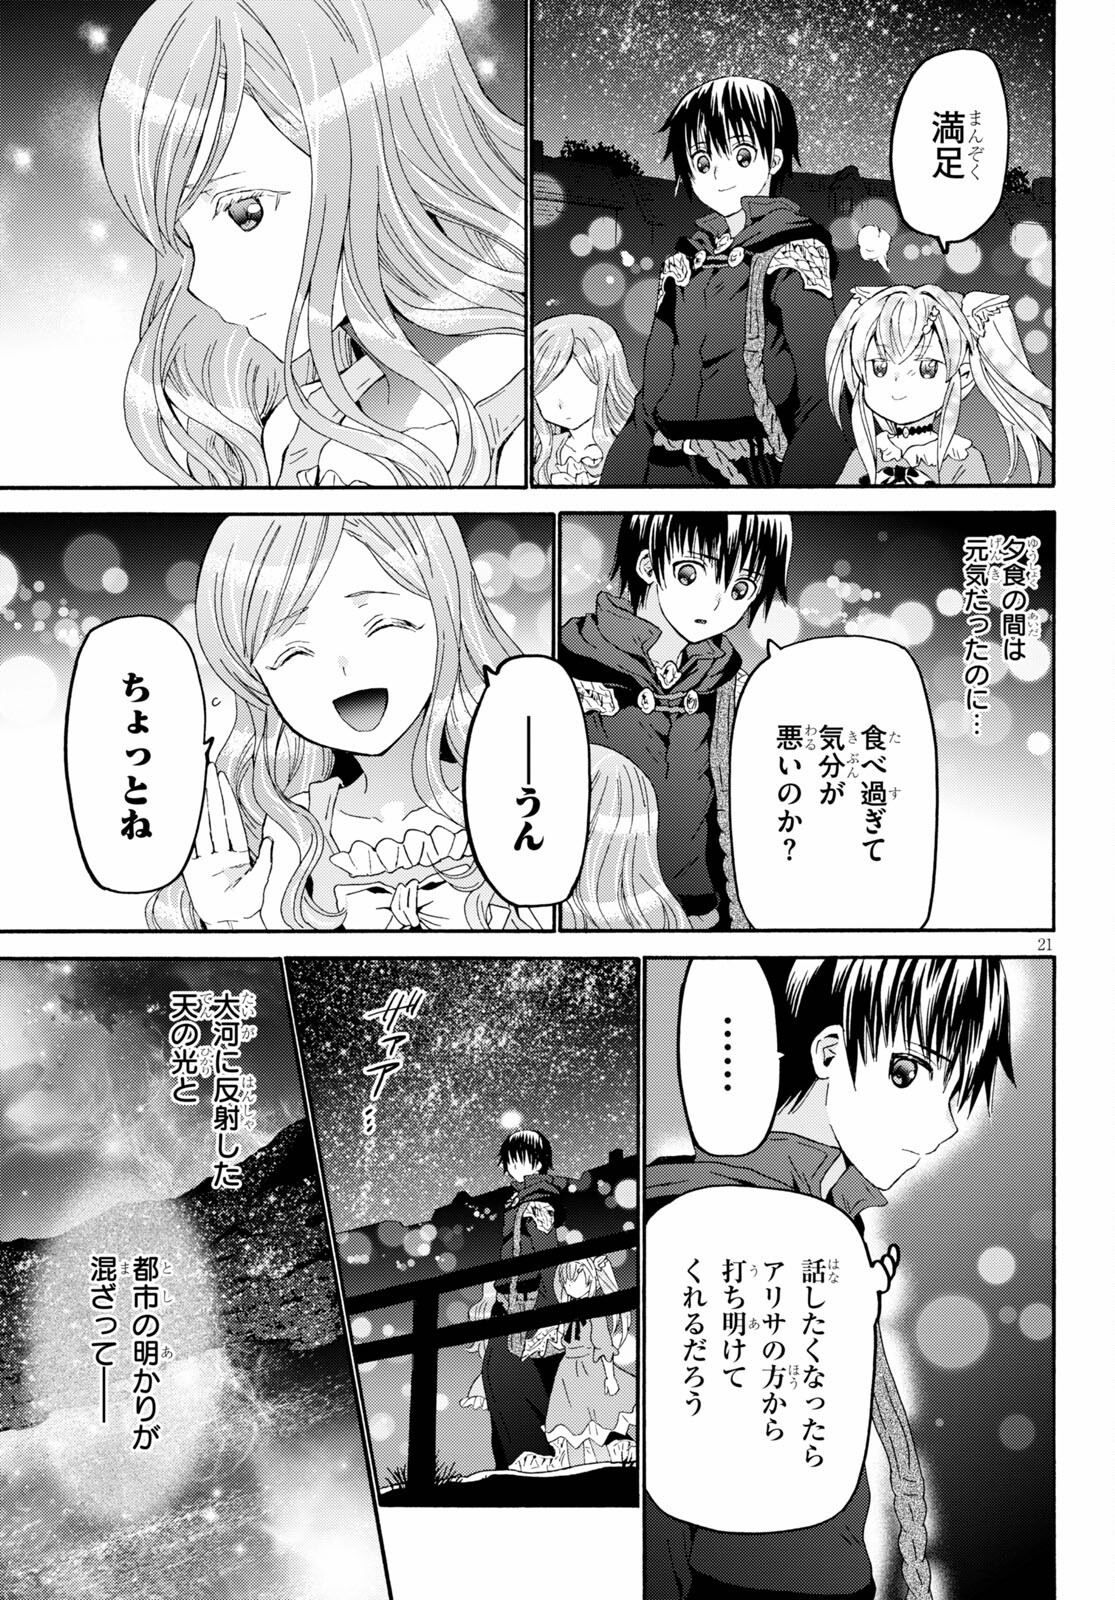 満足
夕食の間は
元気だったのに…
食べ過ぎて
気分が
悪いのか？
――うん
ちょっとね
21
……
話したくなったら
アリサの方から
打ち明けて
くれるだろう
ザァァ…
大河に反射した
天の光と
都市の明かりが
混ざって――